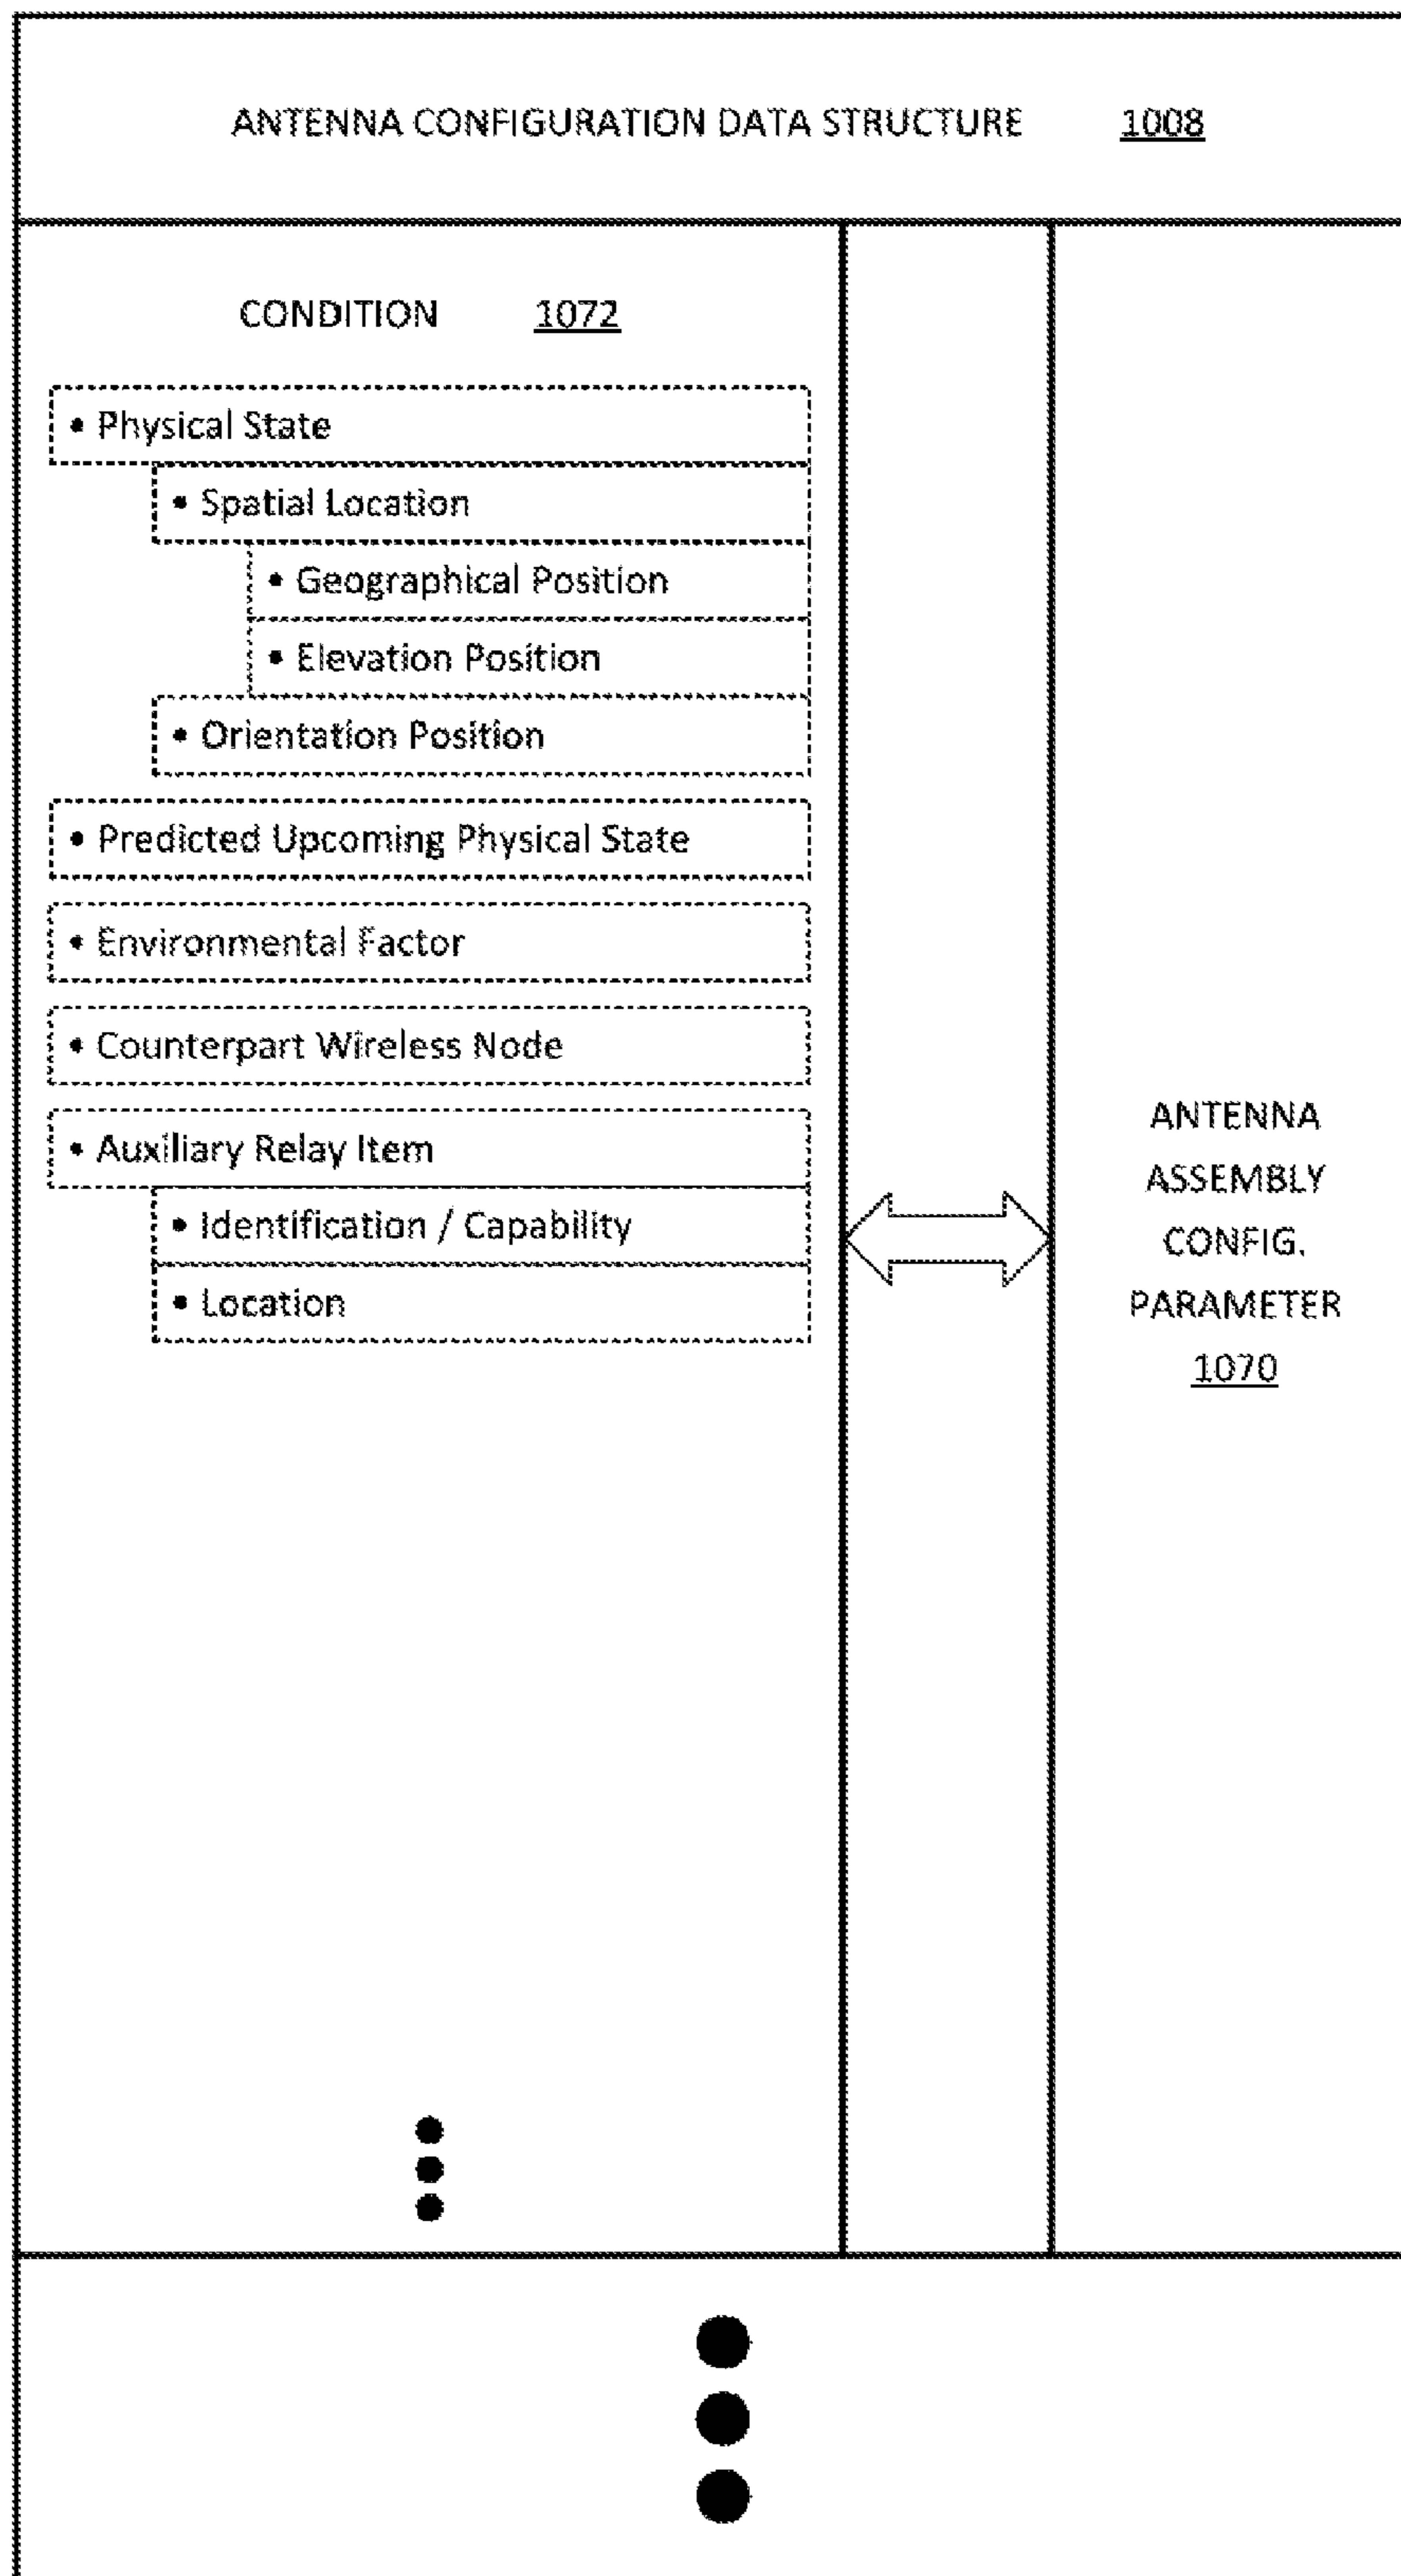 ANTENNA CONFIGURATION DATA STRUCTURE 1008
CONDITION 1072
• Physical State
• Spatial Location
• Geographical Position
• Elevation Position
• Orientation Position
• Predicted Upcoming Physical State
• Environmental Factor
• Counterpart Wireless Node
• Auxiliary Relay Item
• Identification / Capability
• Location
ANTENNA
ASSEMBLY
CONFIG.
PARAMETER
1070